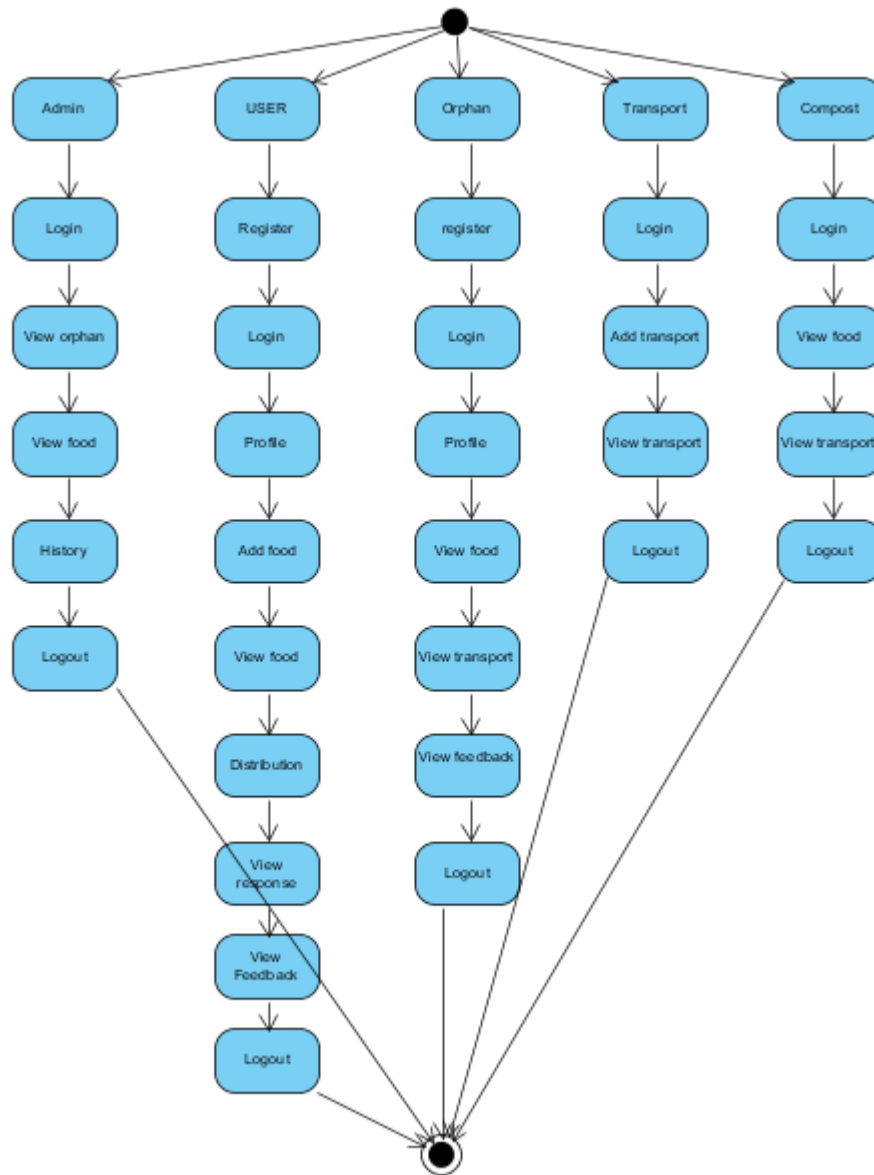 Admin
USER
Orphan
Transport
Compost
Login
Register
register
Login
Login
View orphan
Login
Login
Add transport
View food
View food
Profile
Profile
View transport
View transport
History
Add food
View food
Logout
Logout
Logout
View food
View transport
Distribution
View feedback
View
response
Logout
View
Feedback
Logout